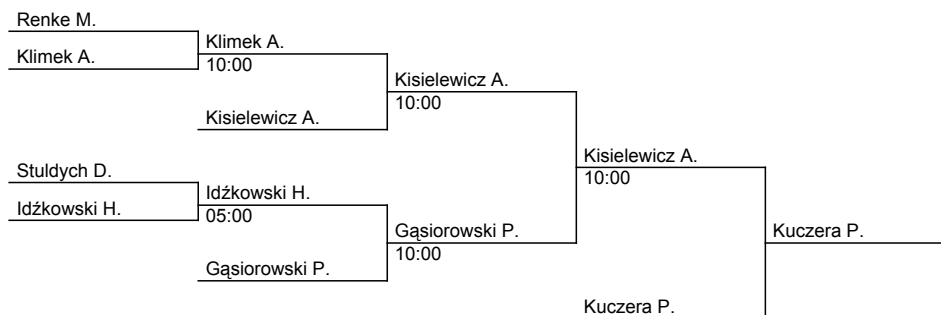 Renke M.
Klimek A.
Klimek A.
10:00
Kisielewicz A.
Kisielewicz A.
10:00
Stuldych D.
Idźkowski H.
Idźkowski H.
05:00
Gąsiorowski P.
Gąsiorowski P.
10:00
Kisielewicz A.
10:00
Kuczera P.
Kuczera P.